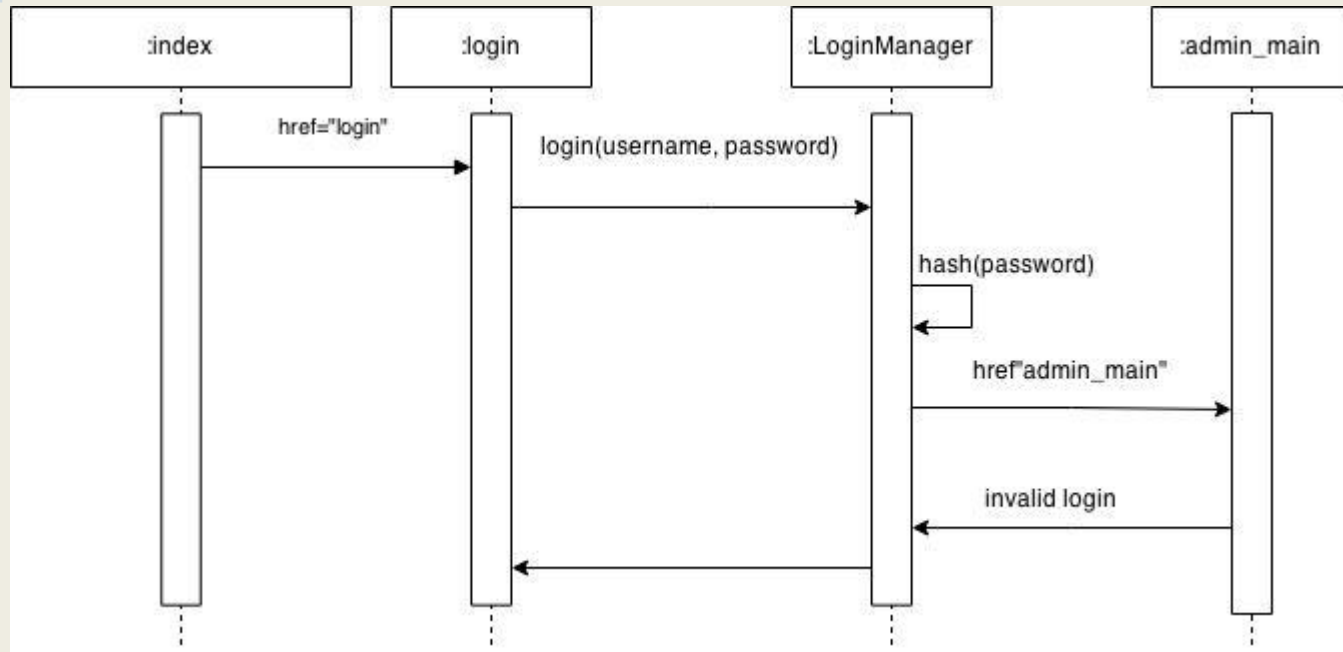 :index
:login
:LoginManager
:admin_main
href="login"
login(username, password)
hash(password)
href"admin_main"
invalid login